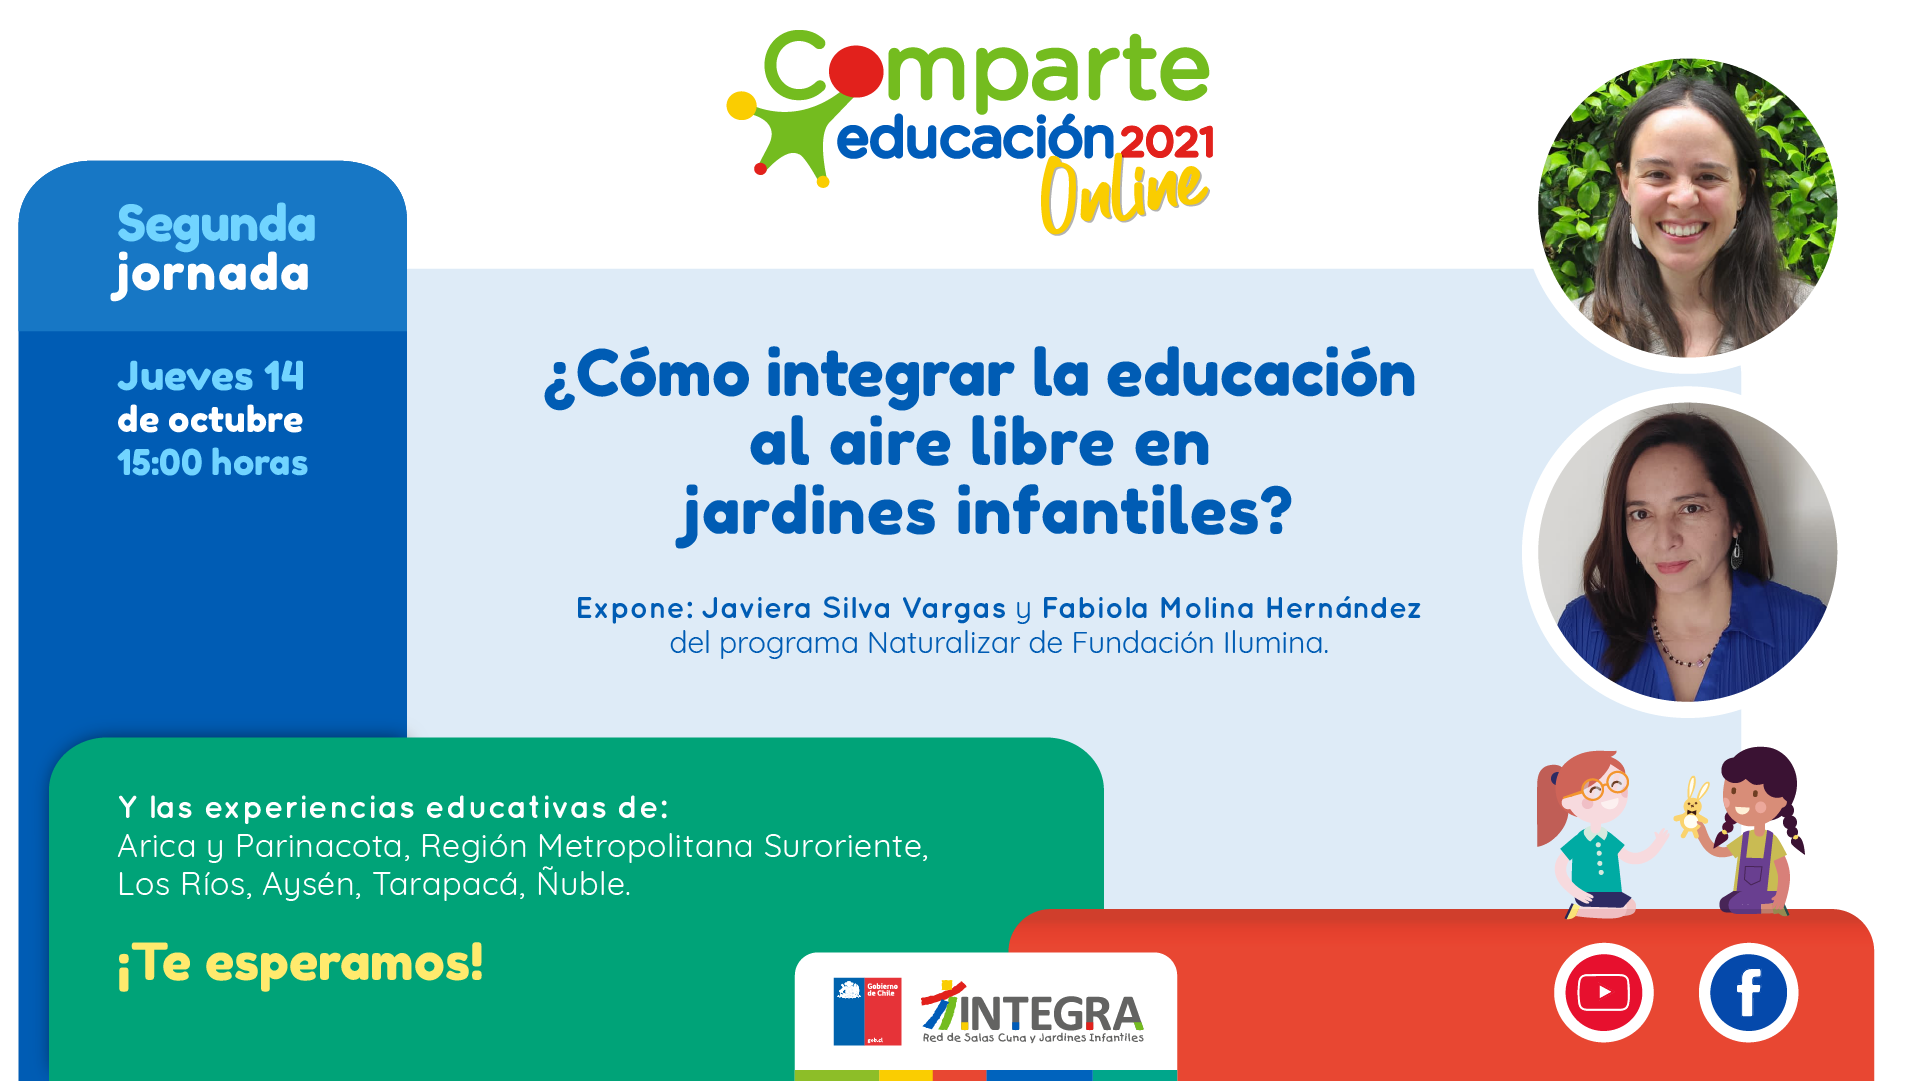 Comparte
educación 2021
Online
Segunda
jornada
Jueves 14
de octubre
15:00 horas
¿Cómo integrar la educación
al aire libre en
jardines infantiles?
Expone: Javiera Silva Vargas y Fabiola Molina Hernández
del programa Naturalizar de Fundación Ilumina.
Y las experiencias educativas de:
Arica y Parinacota, Región Metropolitana Suroriente,
Los Ríos, Aysén, Tarapacá, Ñuble.
¡Te esperamos!
Gobierno
de Chile
gob.cl
INTEGRA
Red de Salas Cuna y Jardines Infantiles
f